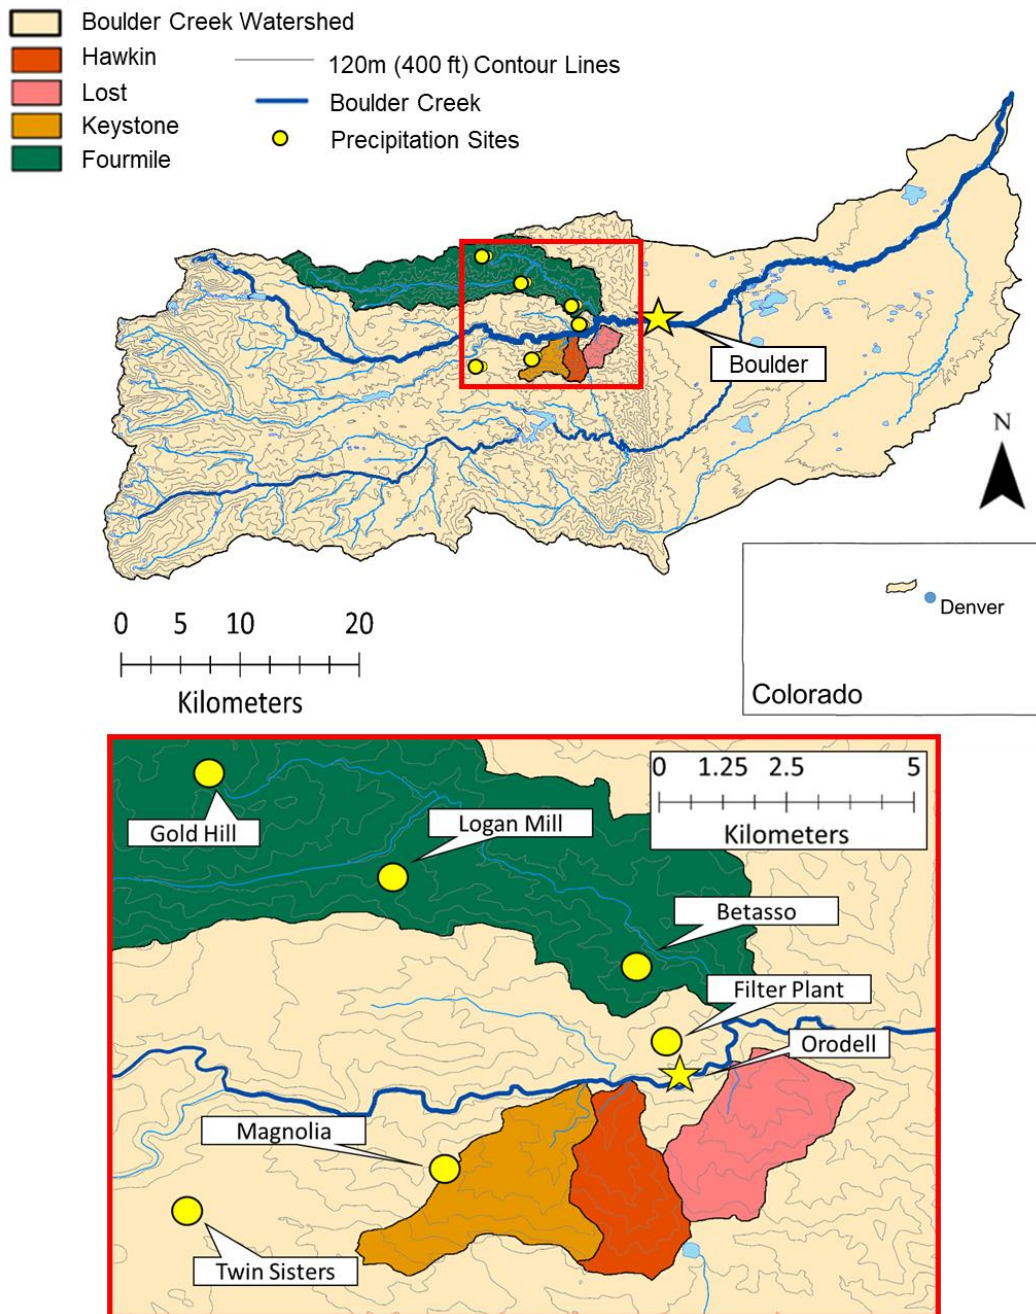 Boulder Creek Watershed
Hawkin
Lost
Keystone
Fourmile
120m (400 ft) Contour Lines
Boulder Creek
Precipitation Sites
Boulder
N
Denver
Colorado
0 5 10 20
Kilometers
0 1.25 2.5 5
Kilometers
Gold Hill
Logan Mill
Betasso
Filter Plant
Orodell
Magnolia
Twin Sisters